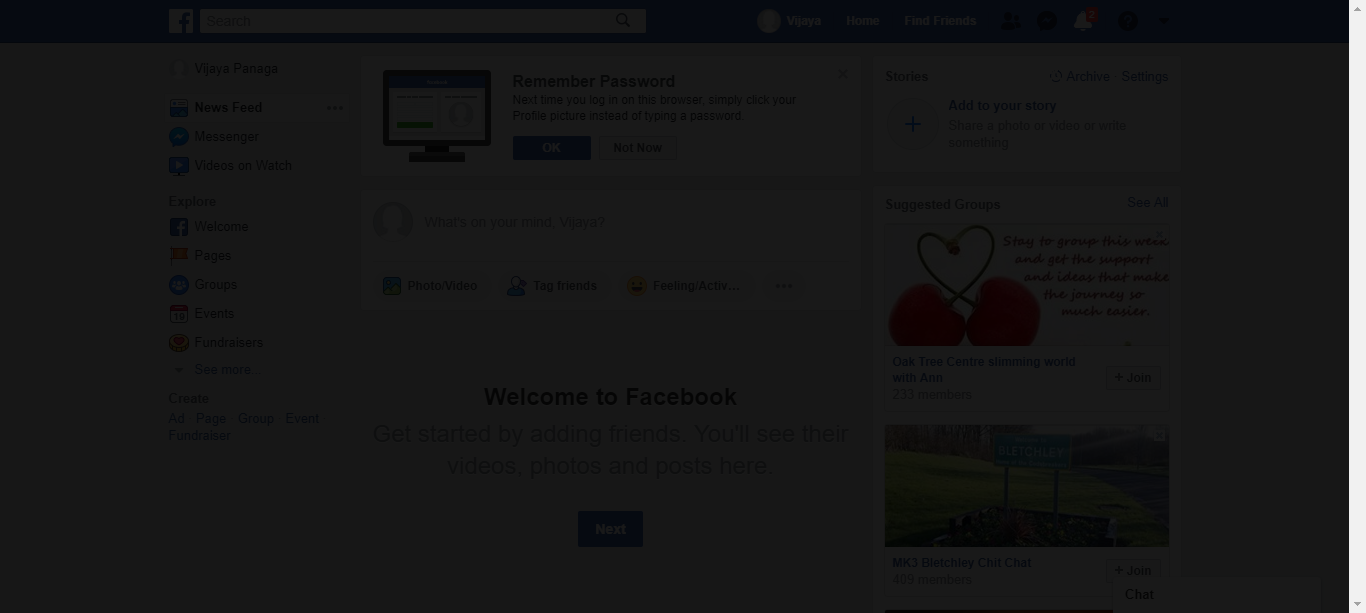 Search
Vijaya
Home
Find Friends
2
Vijaya Panaga
News Feed
Messenger
Videos on Watch
Explore
Welcome
Pages
Groups
Events
Fundraisers
See more...
Create
Ad Page Group Event
Fundraiser
Remember Password
Next time you log in on this browser, simply click your
Profile picture instead of typing a password.
OK
Not Now
What's on your mind, Vijaya?
Photo/Video
Tag friends
Feeling/Activ...
Welcome to Facebook
Get started by adding friends. You'll see their
videos, photos and posts here.
Next
Stories
Archive
Settings
Add to your story
Share a photo or video or write
something
Suggested Groups
See All
Stay to group this week
and get the support
and ideas that make
the journey so
much easier.
Oak Tree Centre slimming world
with Ann
233 members
+ Join
BLETCHLEY
MK3 Bletchley Chit Chat
499 members
+ Join
Chat